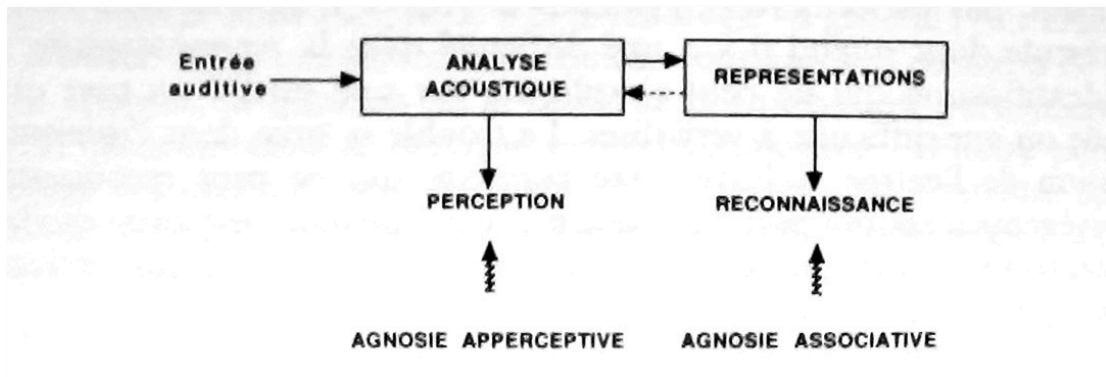 Entrée
auditive
ANALYSE
ACOUSTIQUE
REPRESENTATIONS
PERCEPTION
RECONNAISSANCE
AGNOSIE APPERCEPTIVE
AGNOSIE ASSOCIATIVE